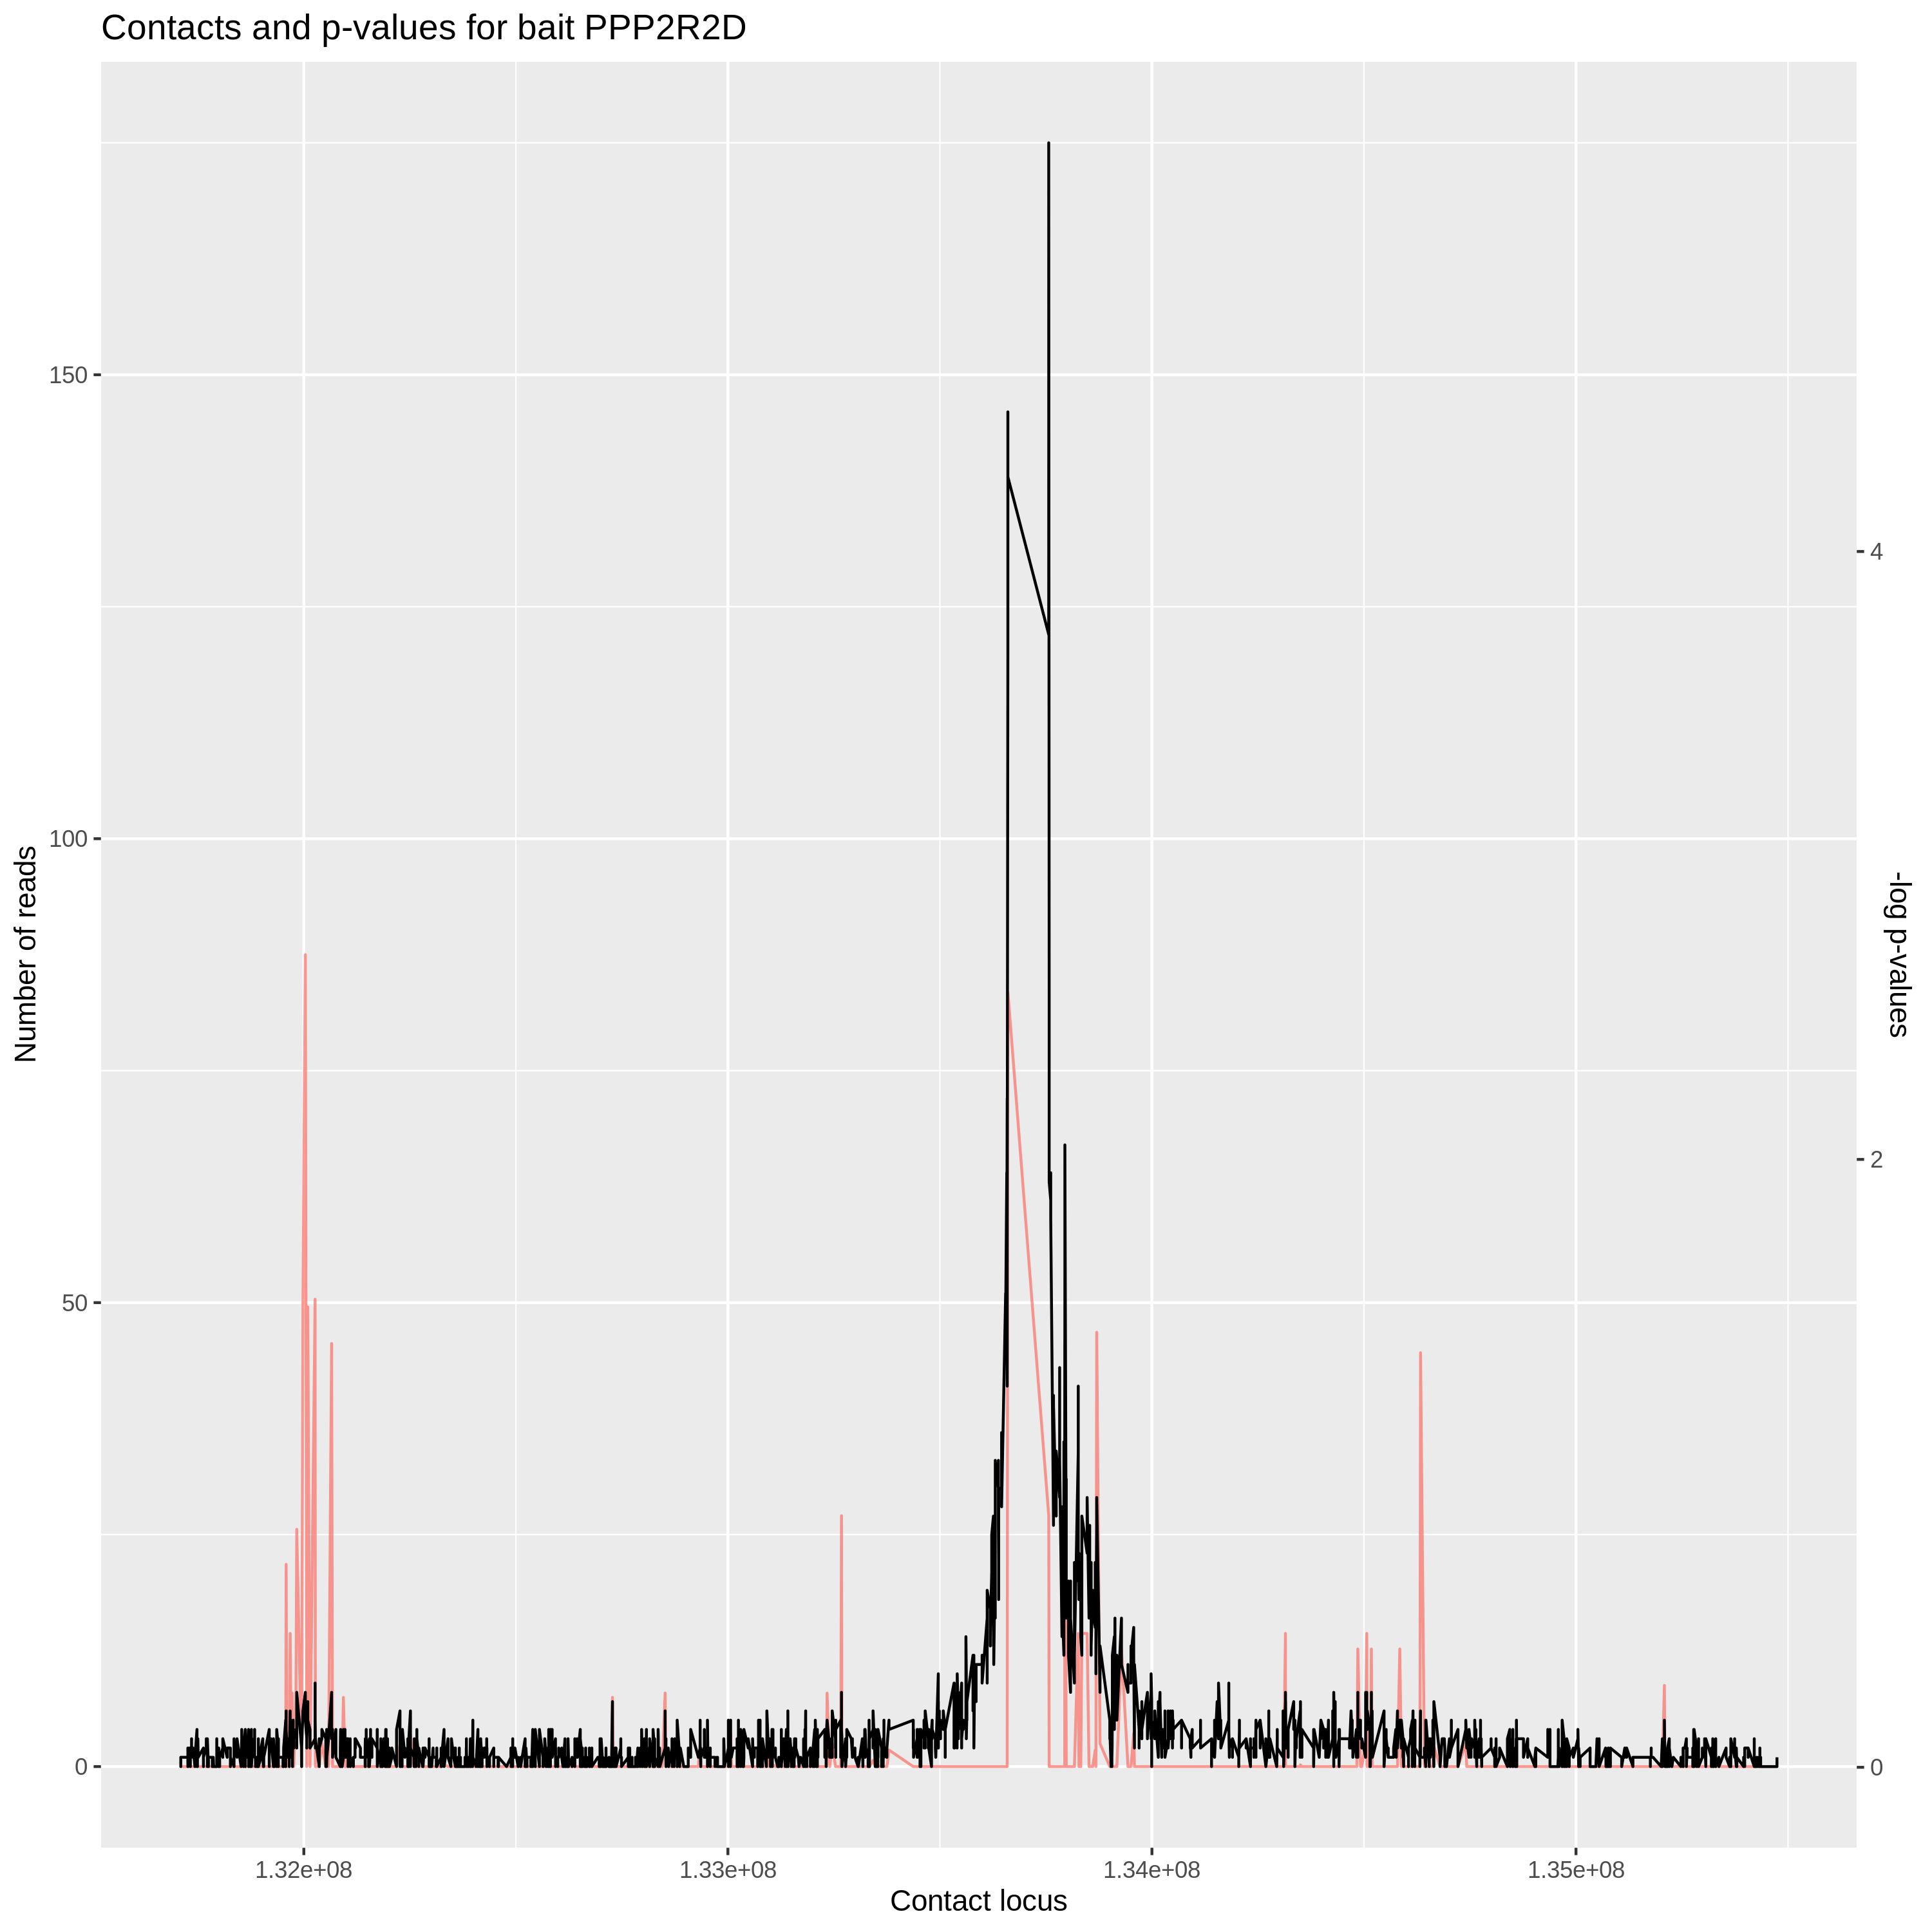 Contacts and p-values for bait PPP2R2D
150
100
50
0
Number of reads
4
2
0
-log p-values
1.32e+08
1.33e+08
1.34e+08
1.35e+08
Contact locus